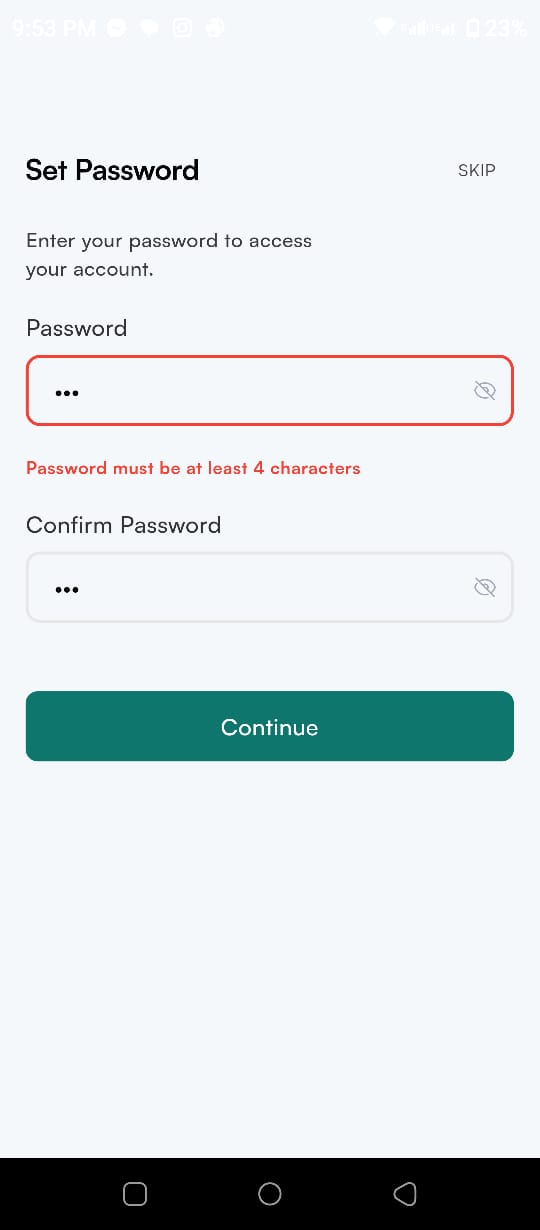 9:53 PM 23%
Set Password
SKIP
Enter your password to access
your account.
Password
•••
Password must be at least 4 characters
Confirm Password
•••
Continue